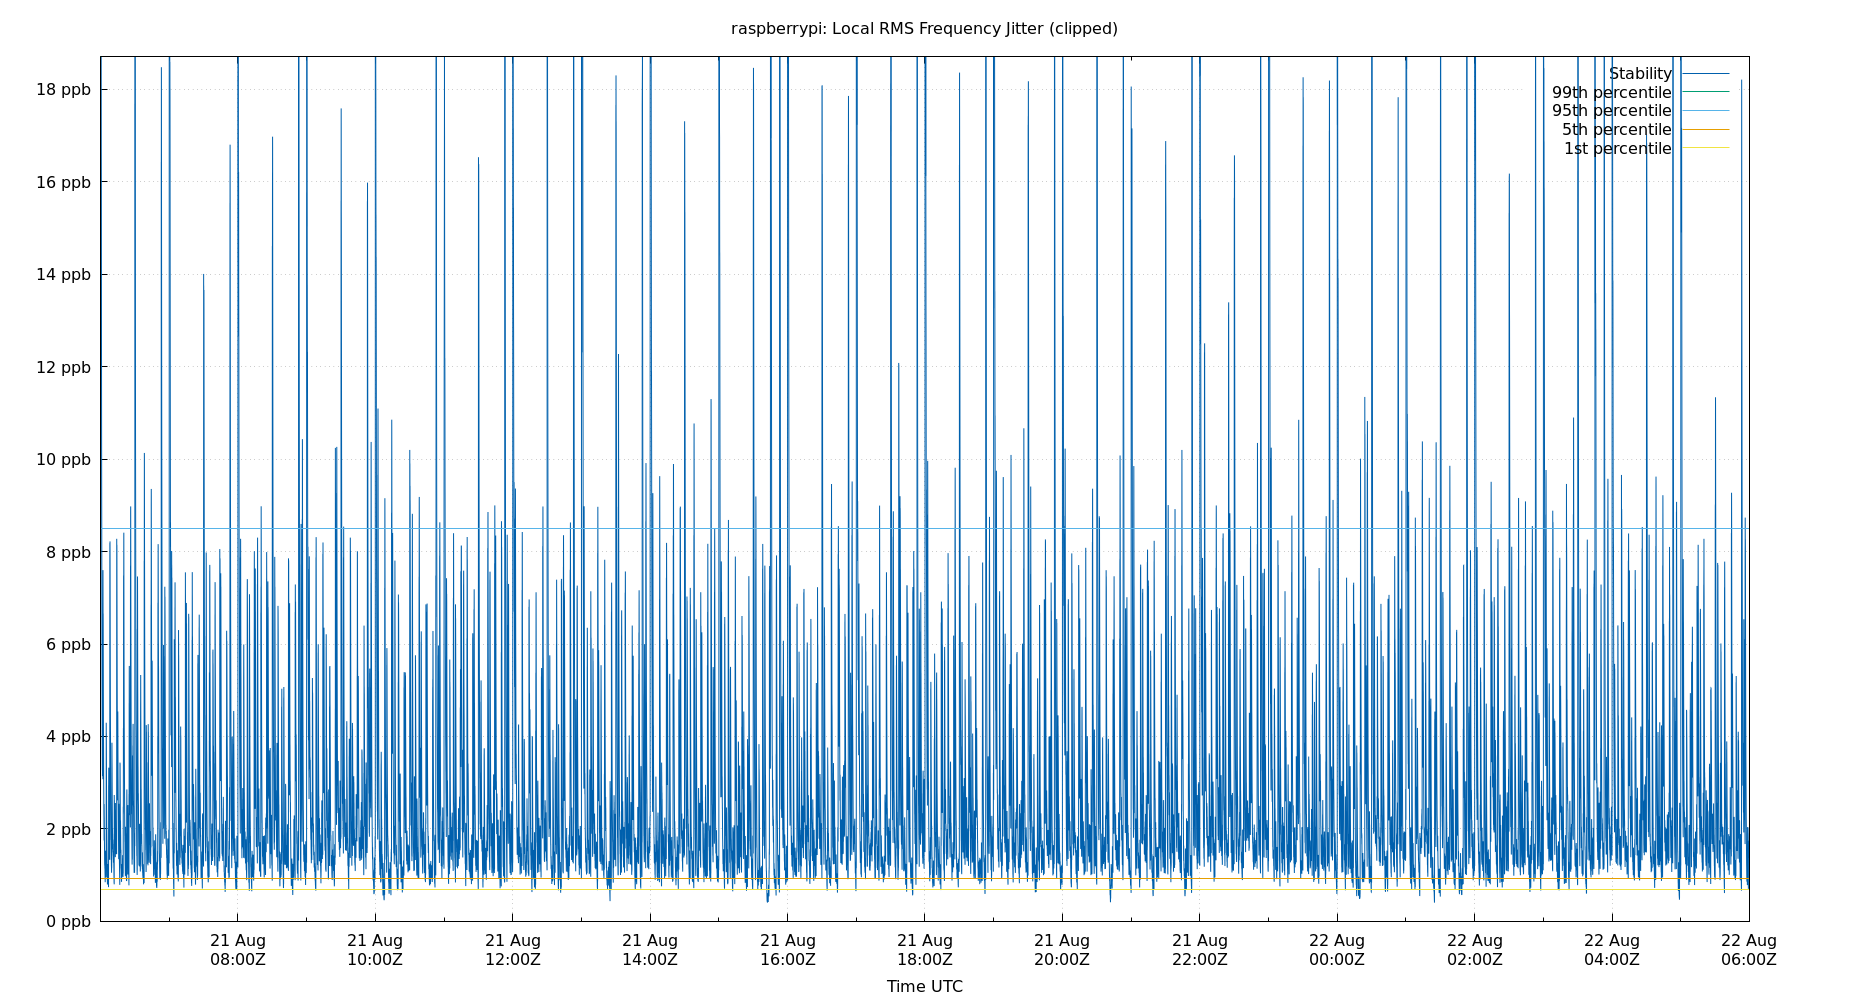 raspberrypi: Local RMS Frequency Jitter (clipped)
Stability
99th percentile
95th percentile
5th percentile
1st percentile
18 ppb
16 ppb
14 ppb
12 ppb
10 ppb
8 ppb
6 ppb
4 ppb
2 ppb
0 ppb
21 Aug 21 Aug 21 Aug 21 Aug 21 Aug 21 Aug 21 Aug 21 Aug 22 Aug 22 Aug 22 Aug 22 Aug
08:00Z 10:00Z 12:00Z 14:00Z 16:00Z 18:00Z 20:00Z 22:00Z 00:00Z 02:00Z 04:00Z 06:00Z
Time UTC